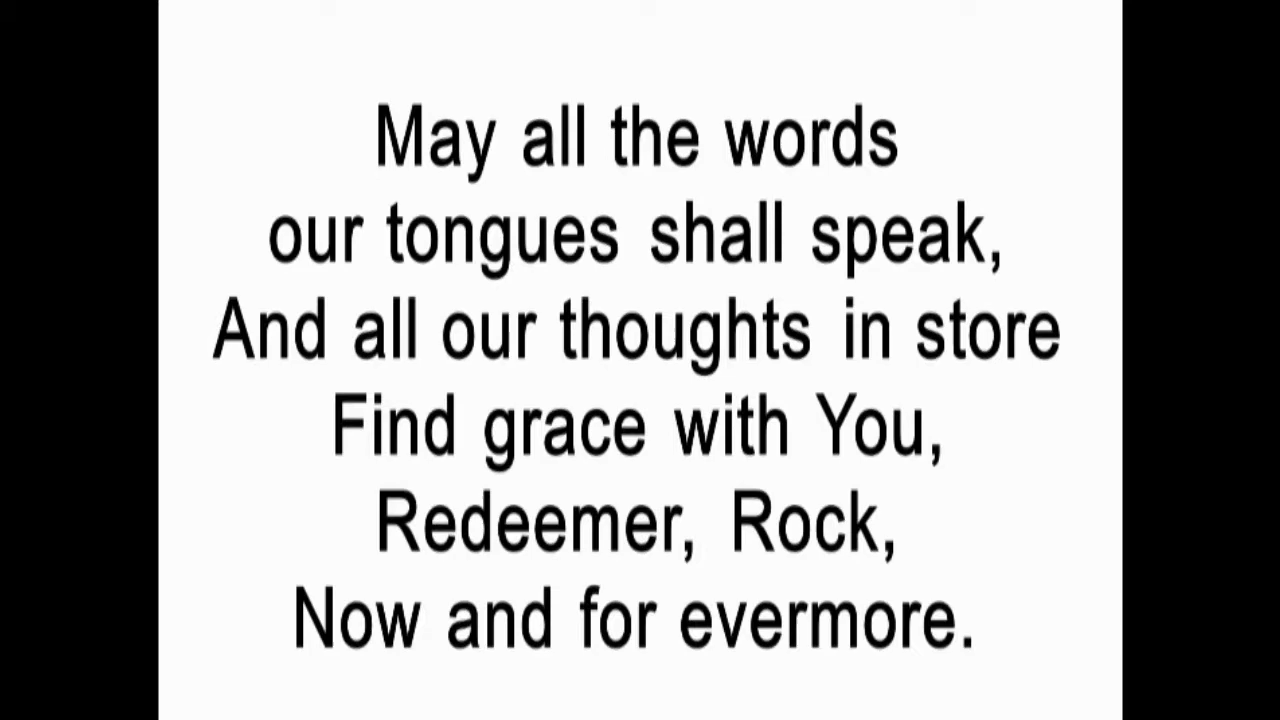 May all the words
our tongues shall speak,
And all our thoughts in store
Find grace with You,
Redeemer, Rock,
Now and for evermore.